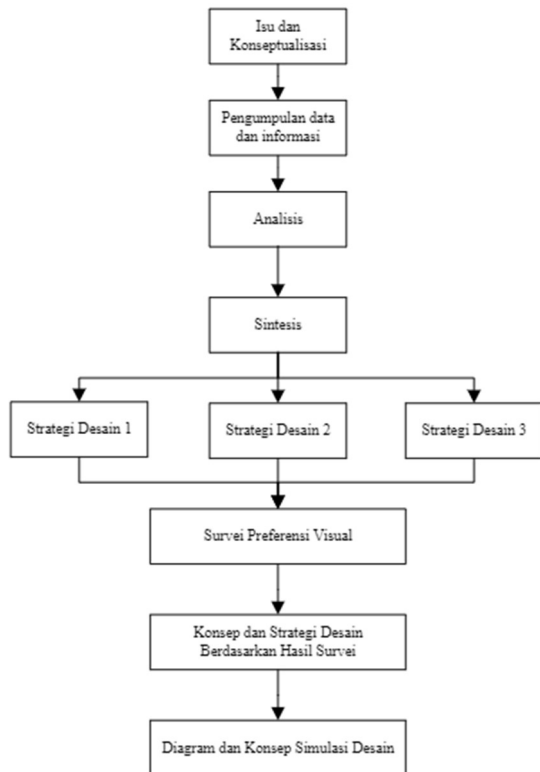 Isu dan
Konseptualisasi
Pengumpulan data
dan informasi
Analisis
Sintesis
Strategi Desain 1
Strategi Desain 2
Strategi Desain 3
Survei Preferensi Visual
Konsep dan Strategi Desain
Berdasarkan Hasil Survei
Diagram dan Konsep Simulasi Desain